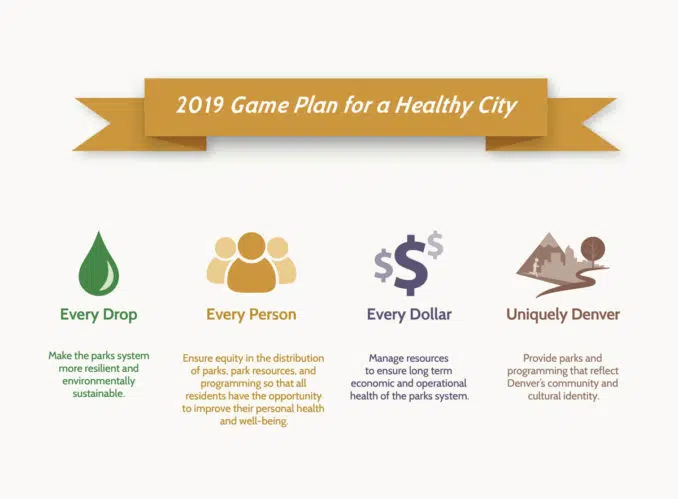 2019 Game Plan for a Healthy City
Every Drop
Make the parks system
more resilient and
environmentally
sustainable.
Every Person
Ensure equity in the distribution
of parks, park resources, and
programming so that all
residents have the opportunity
to improve their personal health
and well-being.
Every Dollar
Manage resources
to ensure long term
economic and operational
health of the parks system.
Uniquely Denver
Provide parks and
programming that reflect
Denver's community and
cultural identity.